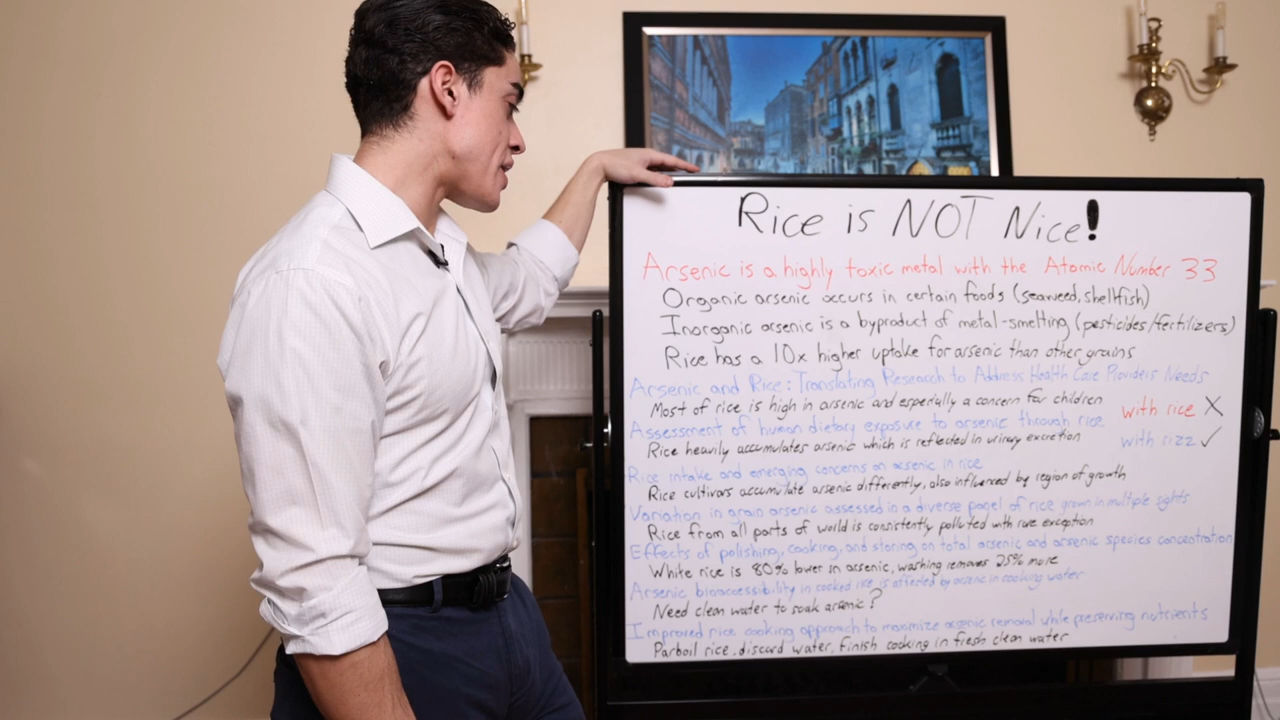 Rice is NOT Nice!
Arsenic is a highly toxic metal with the Atomic Number 33
Organic arsenic occurs in certain foods (seaweed, shellfish)
Inorganic arsenic is a byproduct of metal-smelting (pesticides/fertilizers)
Rice has a 10x higher uptake for arsenic than other grains
Arsenic and Rice: Translating Research to Address Health Care Providers Needs
Most of rice is high in arsenic and especially a concern for children
with rice X
Assessment of human dietary exposure to arsenic through rice
Rice heavily accumulates arsenic which is reflected in urinary excretion
with rizz ✓
Rice intake and emerging concerns on arsenic in rice
Rice cultivars accumulate arsenic differently, also influenced by region of growth
Variation in grain arsenic assessed in a diverse panel of rice grown in multiple sights
Rice from all parts of world is consistently polluted with rare exception
Effects of polishing, cooking, and storing on total arsenic and arsenic species concentration
White rice is 80% lower in arsenic, washing removes 25% more
Arsenic bioaccessibility in cooked rice is affected by arsenic in cooking water
Need clean water to soak arsenic?
Improved rice cooking approach to maximize arsenic removal while preserving nutrients
Parboil rice, discard water, finish cooking in fresh clean water